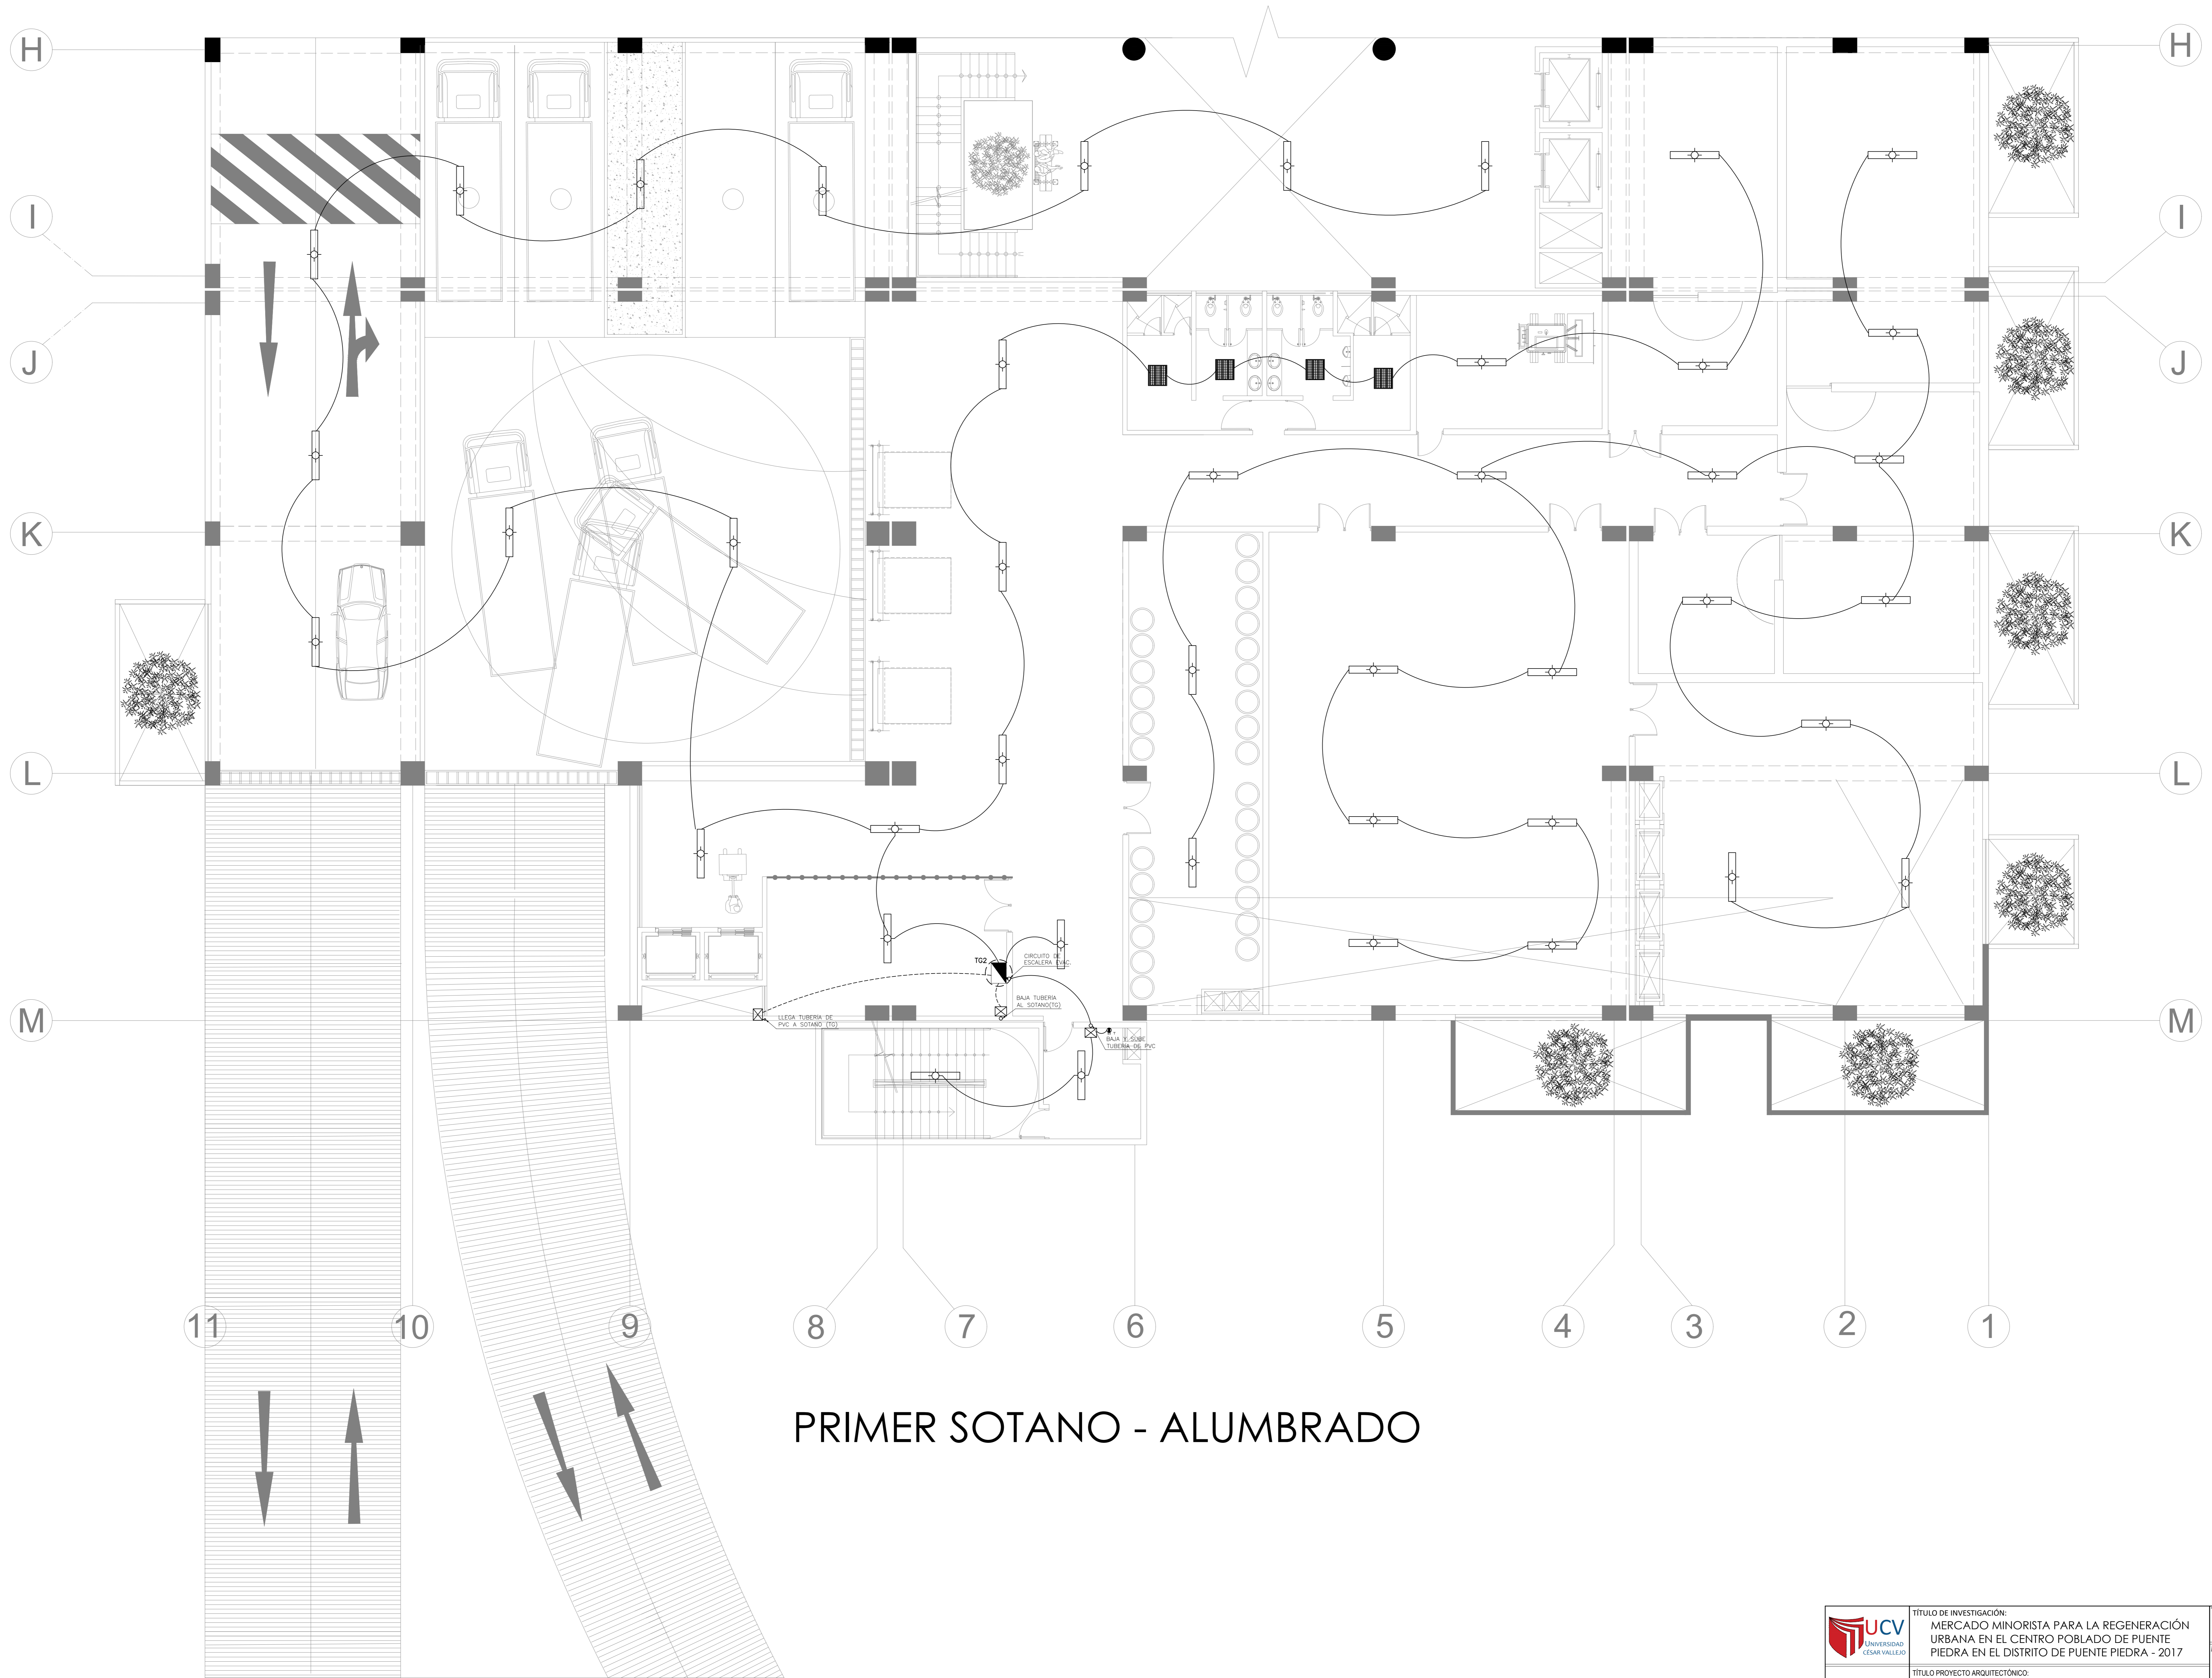 H
H
I
I
J
J
K
K
L
L
TG2
CIRCUITO DE
ESCALERA EVAC.
BAJA TUBERIA
AL SOTANO(TG)
LLEGA TUBERIA DE
PVC A SOTANO (TG)
M
M
BAJA Y SUBE
TUBERIA DE PVC
11
10
9
8
7
6
5
4
3
2
1
PRIMER SOTANO - ALUMBRADO
UCV
UNIVERSIDAD
CÉSAR VALLEJO
TÍTULO DE INVESTIGACIÓN:
MERCADO MINORISTA PARA LA REGENERACIÓN
URBANA EN EL CENTRO POBLADO DE PUENTE
PIEDRA EN EL DISTRITO DE PUENTE PIEDRA - 2017
TÍTULO PROYECTO ARQUITECTÓNICO: